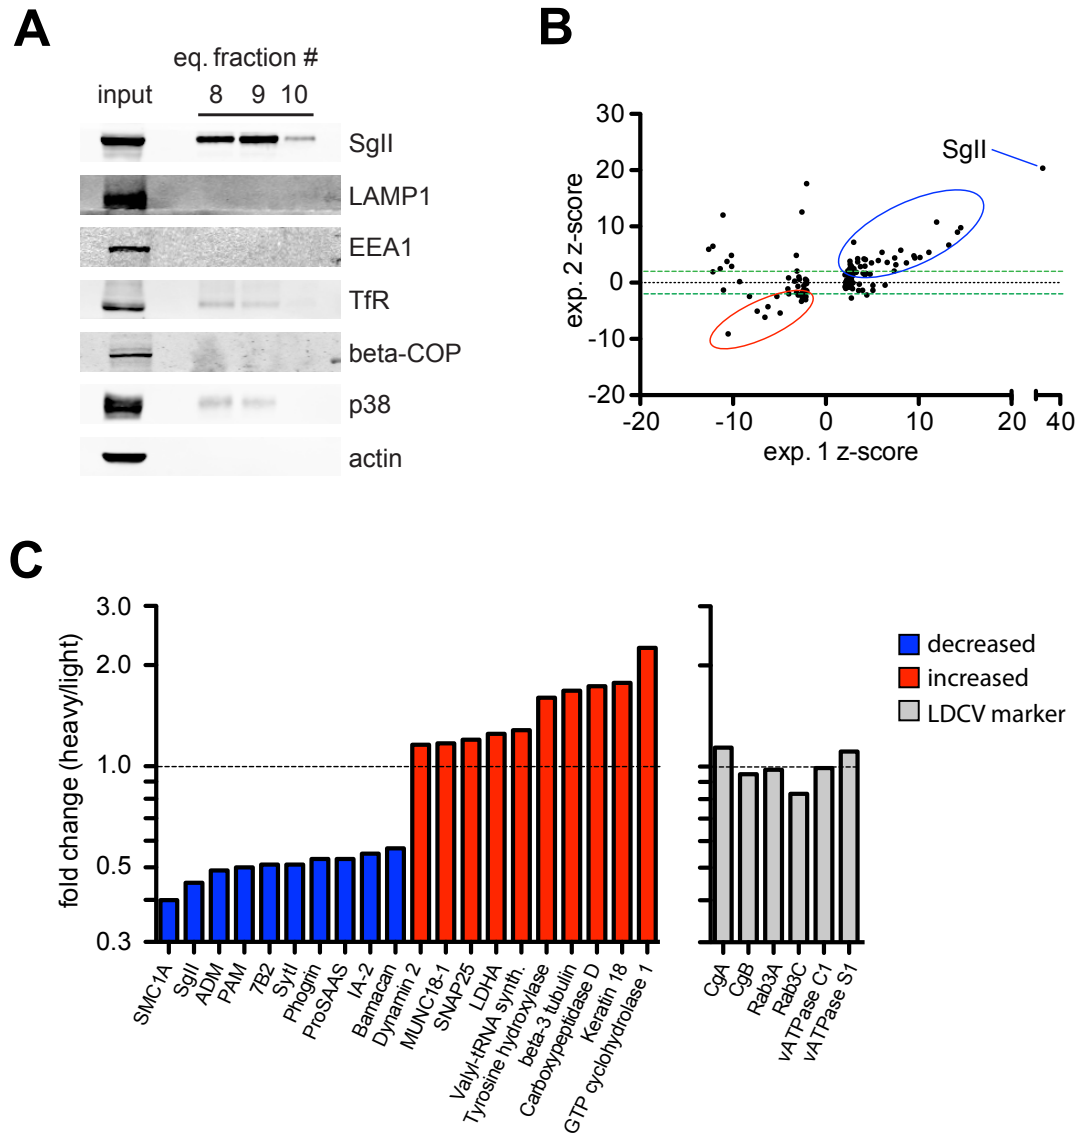 A
eq. fraction #
input 8 9 10
SgII
LAMP1
EEA1
TfR
beta-COP
p38
actin
B
exp. 2 z-score
30
20
10
0
-10
-20
SgII
-20 -10 0 10 20 40
exp. 1 z-score
C
fold change (heavy/light)
3.0
2.0
1.0
0.5
0.3
SMC1A
SgII
ADM
PAM
7B2
SytI
Phogrin
ProSAAS
IA-2
Bamacan
Dynamin 2
MUNC18-1
SNAP25
LDHA
Valyl-tRNA synth.
Tyrosine hydroxylase
beta-3 tubulin
Carboxypeptidase D
Keratin 18
GTP cyclohydrolase 1
CgA
CgB
Rab3A
Rab3C
vATPase C1
vATPase S1
decreased
increased
LDCV marker